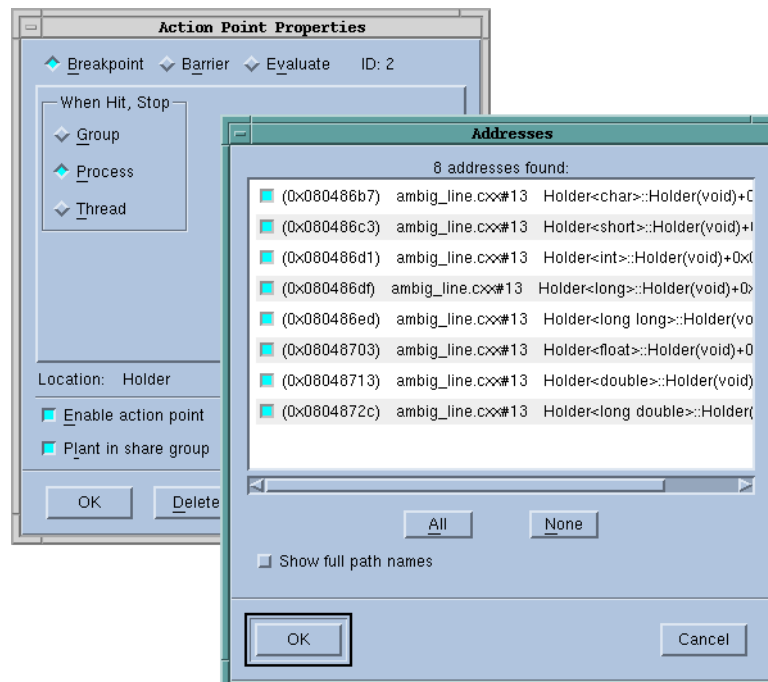 Action Point Properties
Breakpoint Barrier Evaluate ID: 2
When Hit, Stop
Group
Process
Thread
Location: Holder
Enable action point
Plant in share group
OK Delete
Addresses
8 addresses found:
(0x080486b7) ambig_line.cxx#13 Holder<char>::Holder(void)+0
(0x080486c3) ambig_line.cxx#13 Holder<short>::Holder(void)+
(0x080486d1) ambig_line.cxx#13 Holder<int>::Holder(void)+0x
(0x080486df) ambig_line.cxx#13 Holder<long>::Holder(void)+0
(0x080486ed) ambig_line.cxx#13 Holder<long long>::Holder(vo
(0x08048703) ambig_line.cxx#13 Holder<float>::Holder(void)+0
(0x08048713) ambig_line.cxx#13 Holder<double>::Holder(void)
(0x0804872c) ambig_line.cxx#13 Holder<long double>::Holder(
All None
Show full path names
OK Cancel